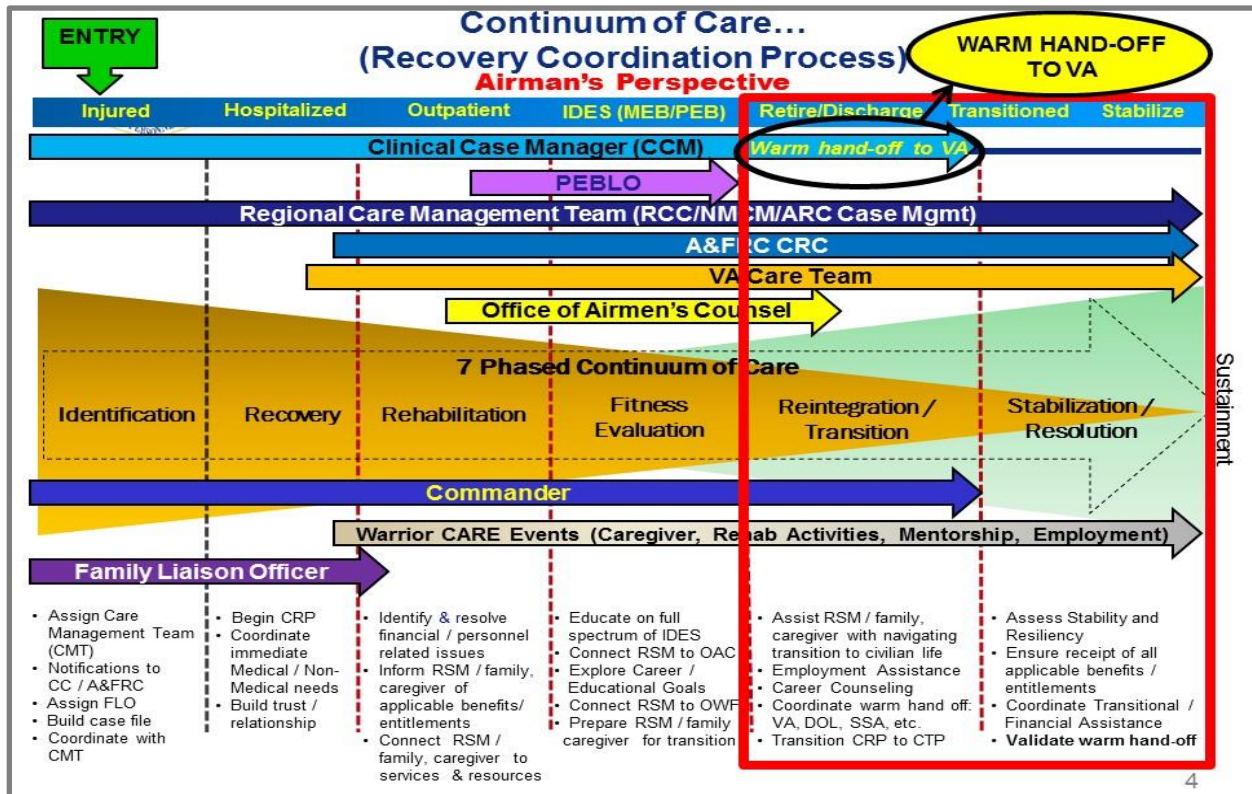 ENTRY
Continuum of Care…
(Recovery Coordination Process)
Airman's Perspective
WARM HAND-OFF
TO VA
Injured
Hospitalized
Outpatient
IDES (MEB/PEB)
Retire/Discharge
Transitioned
Stabilize
Clinical Case Manager (CCM)
Warm hand-off to VA
PEBLO
Regional Care Management Team (RCC/NMCM/ARC Case Mgmt)
A&FRC CRC
VA Care Team
Office of Airmen's Counsel
7 Phased Continuum of Care
Identification
Recovery
Rehabilitation
Fitness
Evaluation
Reintegration /
Transition
Stabilization /
Resolution
Sustainment
Commander
Warrior CARE Events (Caregiver, Rehab Activities, Mentorship, Employment)
Family Liaison Officer
• Assign Care
Management Team
(CMT)
• Notifications to
CC / A&FRC
• Assign FLO
• Build case file
• Coordinate with
CMT
• Begin CRP
• Coordinate
immediate
Medical / Non-
Medical needs
• Build trust /
relationship
• Identify & resolve
financial / personnel
related issues
• Inform RSM / family,
caregiver of
applicable benefits/
entitlements
• Connect RSM /
family, caregiver to
services & resources
• Educate on full
spectrum of IDES
• Connect RSM to OAC
• Explore Career /
Educational Goals
• Connect RSM to OWF
• Prepare RSM / family
caregiver for transition
• Assist RSM / family,
caregiver with navigating
transition to civilian life
• Employment Assistance
• Career Counseling
• Coordinate warm hand off:
VA, DOL, SSA, etc.
• Transition CRP to CTP
• Assess Stability and
Resiliency
• Ensure receipt of all
applicable benefits /
entitlements
• Coordinate Transitional /
Financial Assistance
• Validate warm hand-off
4